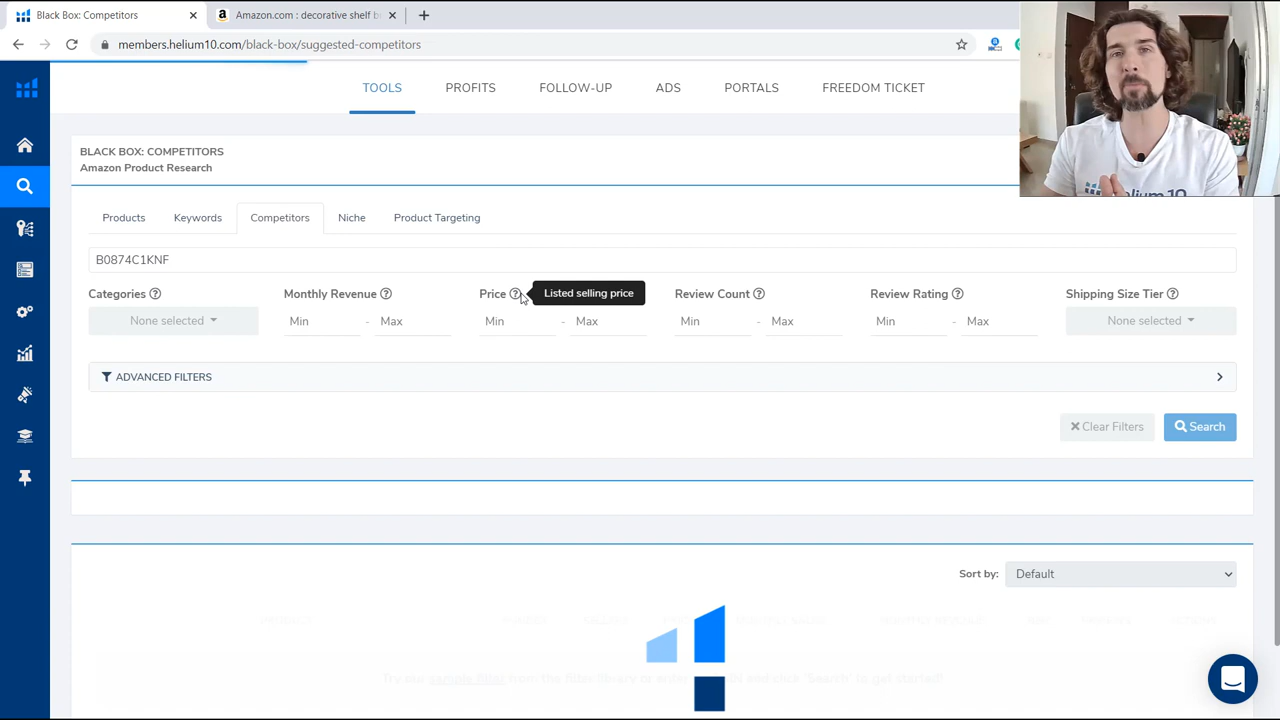 Black Box: Competitors
Amazon.com : decorative shelf b
members.helium10.com/black-box/suggested-competitors
TOOLS
PROFITS
FOLLOW-UP
ADS
PORTALS
FREEDOM TICKET
BLACK BOX: COMPETITORS
Amazon Product Research
Products
Keywords
Competitors
Niche
Product Targeting
B0874C1KNF
Categories
Monthly Revenue
Price
Listed selling price
Review Count
Review Rating
Shipping Size Tier
None selected
Min - Max
Min - Max
Min - Max
Min - Max
None selected
ADVANCED FILTERS
Clear Filters
Search
Sort by:
Default
helium 10